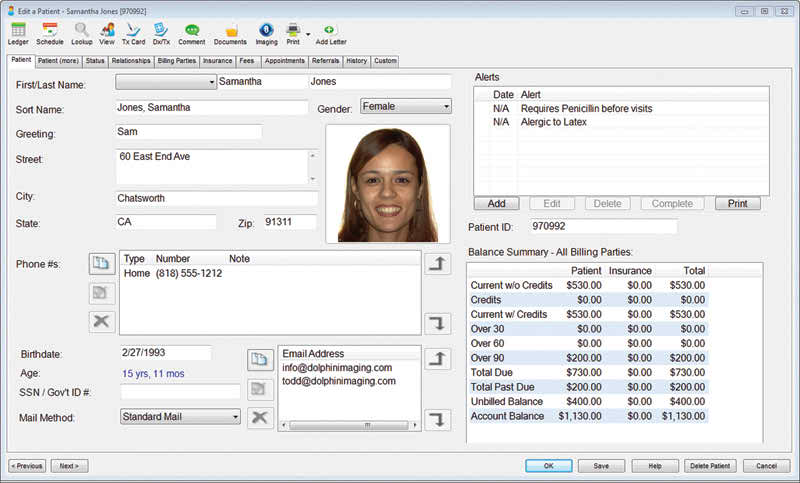 Edit a Patient - Samantha Jones [970992]
Ledger Schedule Lookup View Tx Card Dx/Tx Comment Documents Imaging Print Add Letter
Patient Patient (more) Status Relationships Billing Parties Insurance Fees Appointments Referrals History Custom
First/Last Name: Samantha Jones
Sort Name: Jones, Samantha Gender: Female
Greeting: Sam
Street: 60 East End Ave
City: Chatsworth
State: CA Zip: 91311
Phone #s:
Type Number Note
Home (818) 555-1212
Birthdate: 2/27/1993
Age: 15 yrs, 11 mos
SSN / Gov't ID #:
Mail Method: Standard Mail
Email Address
info@dolphinimaging.com
todd@dolphinimaging.com
Alerts
Date Alert
N/A Requires Penicillin before visits
N/A Alergic to Latex
Add Edit Delete Complete Print
Patient ID: 970992
Balance Summary - All Billing Parties:
Patient Insurance Total
Current w/o Credits $530.00 $0.00 $530.00
Credits $0.00 $0.00 $0.00
Current w/ Credits $530.00 $0.00 $530.00
Over 30 $0.00 $0.00 $0.00
Over 60 $0.00 $0.00 $0.00
Over 90 $200.00 $0.00 $200.00
Total Due $730.00 $0.00 $730.00
Total Past Due $200.00 $0.00 $200.00
Unbilled Balance $400.00 $0.00 $400.00
Account Balance $1,130.00 $0.00 $1,130.00
< Previous Next > OK Save Help Delete Patient Cancel